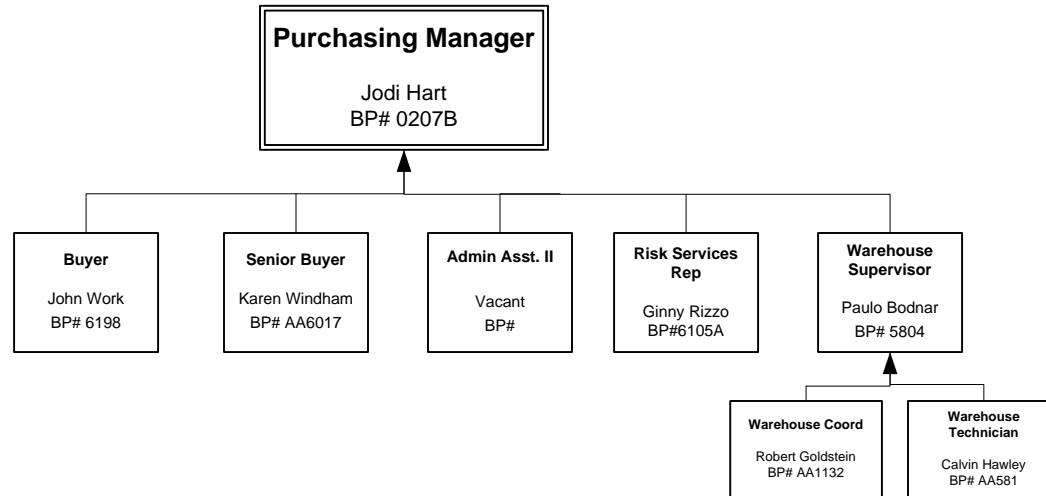 Purchasing Manager
Jodi Hart
BP# 0207B
Buyer
John Work
BP# 6198
Senior Buyer
Karen Windham
BP# AA6017
Admin Asst. II
Vacant
BP#
Risk Services
Rep
Ginny Rizzo
BP#6105A
Warehouse
Supervisor
Paulo Bodnar
BP# 5804
Warehouse Coord
Robert Goldstein
BP# AA1132
Warehouse
Technician
Calvin Hawley
BP# AA581